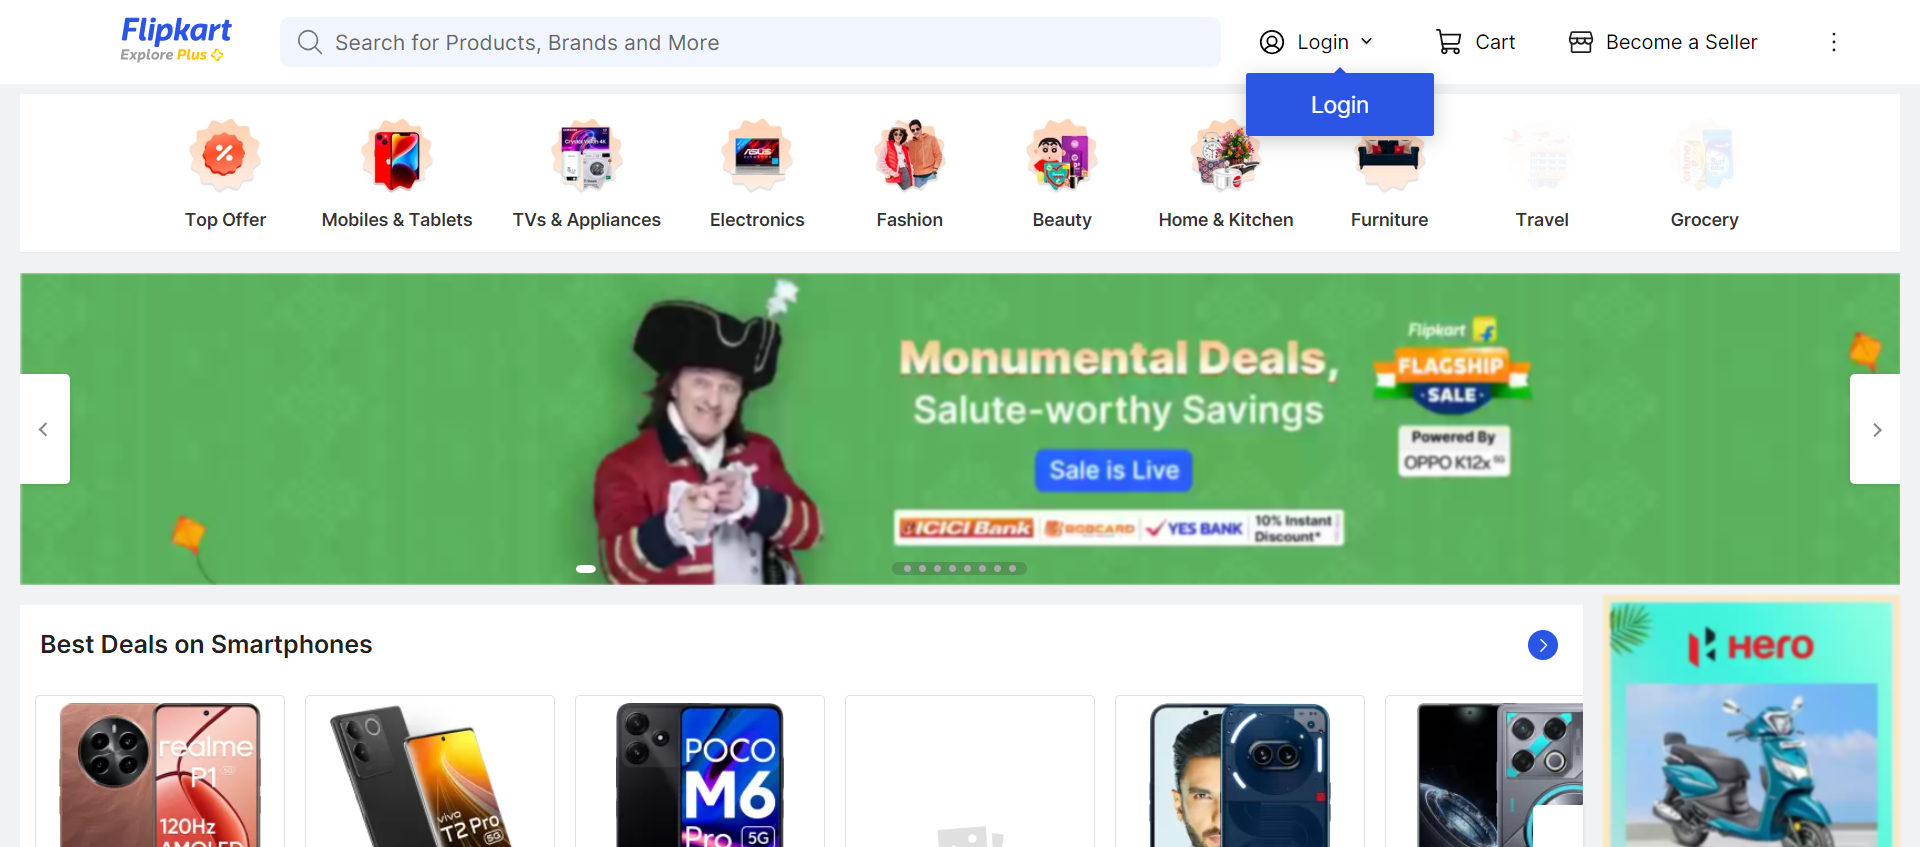 Flipkart
Explore Plus
Search for Products, Brands and More
Login
Cart
Become a Seller
Login
Top Offer
Mobiles & Tablets
TVs & Appliances
Electronics
Fashion
Beauty
Home & Kitchen
Furniture
Travel
Grocery
Monumental Deals,
Salute-worthy Savings
Sale is Live
ICICI Bank
BOBCARD
YES BANK
10% Instant
Discount*
Flipkart
FLAGSHIP
SALE
Powered By
OPPO K12x 5G
Best Deals on Smartphones
realme
P1 5G
120Hz
AMOLED
vivo
T2 Pro
5G
POCO
M6
Pro 5G
Hero